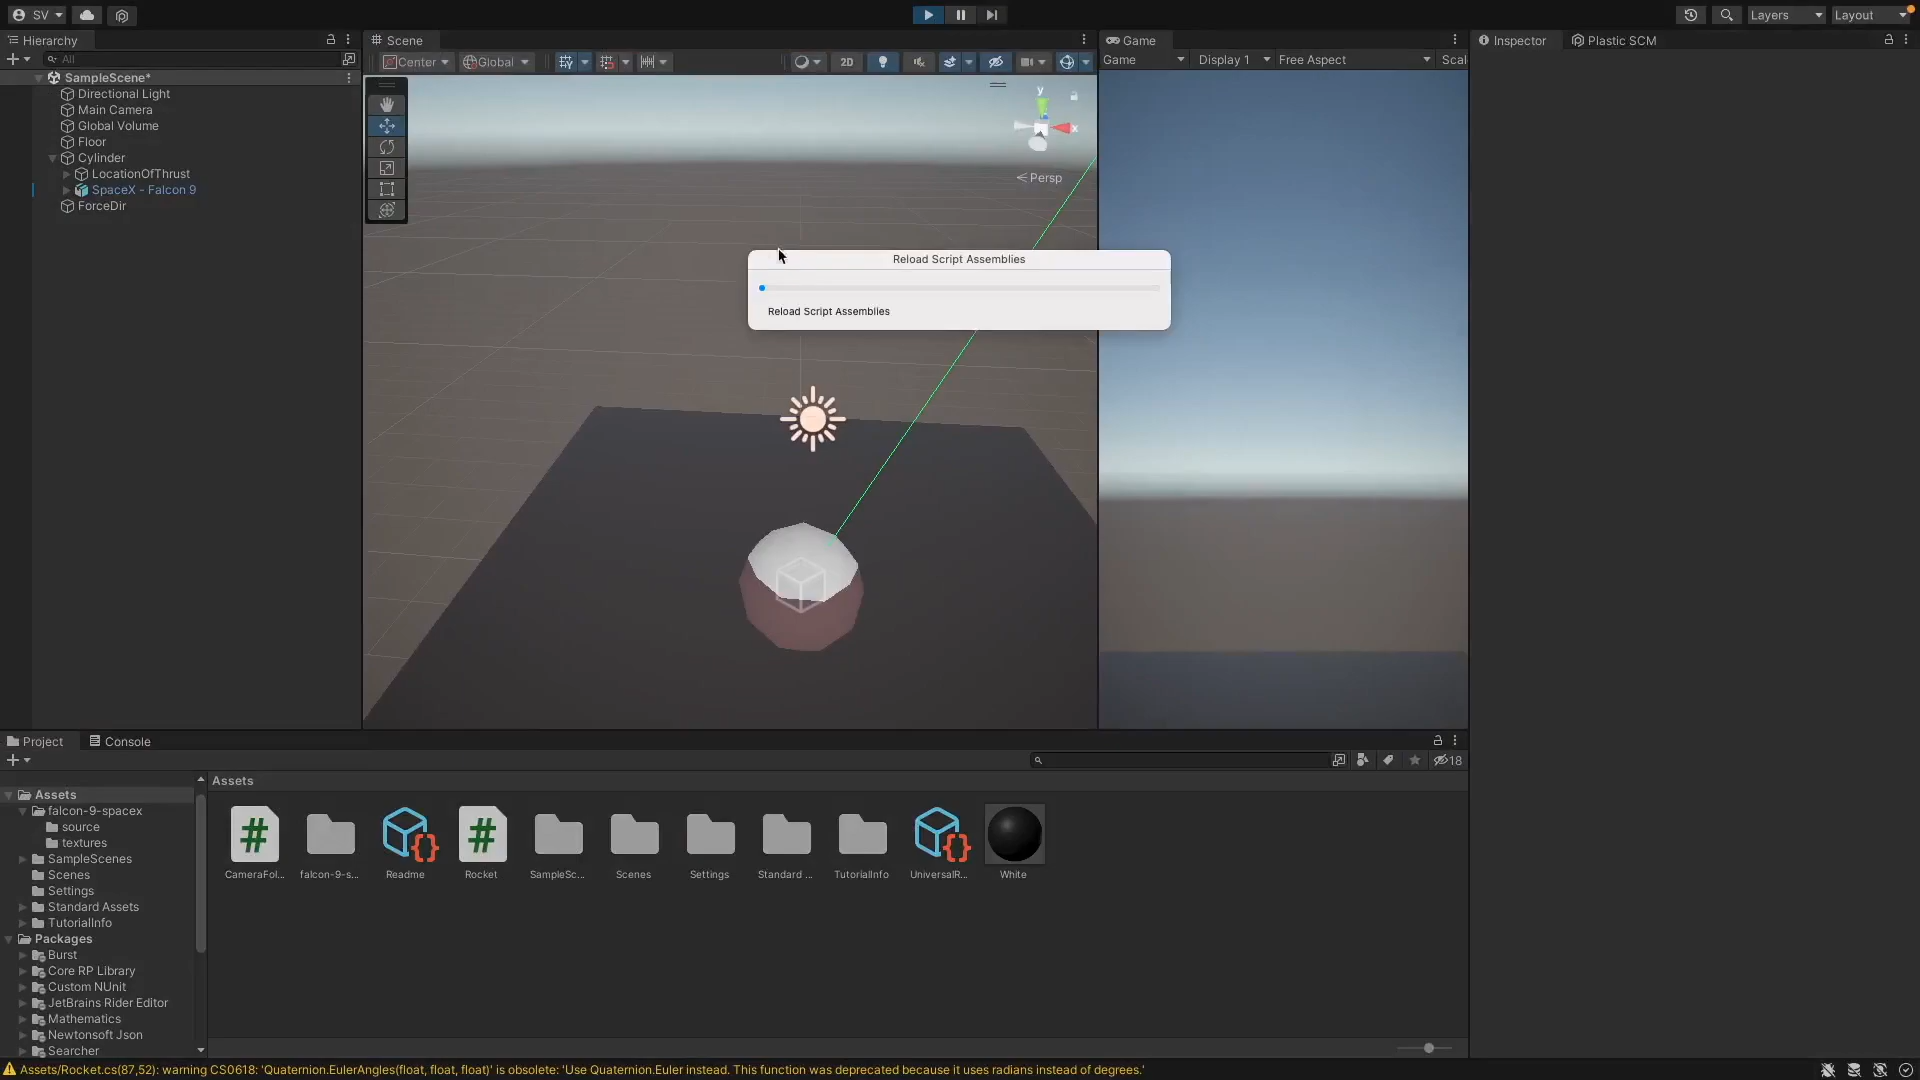 SV
Layers
Layout
Hierarchy
All
SampleScene*
Directional Light
Main Camera
Global Volume
Floor
Cylinder
LocationOfThrust
SpaceX - Falcon 9
ForceDir
Scene
Center
Global
2D
y
x
Persp
Game
Game
Display 1
Free Aspect
Scal
Inspector
Plastic SCM
Reload Script Assemblies
Reload Script Assemblies
Project
Console
18
Assets
falcon-9-spacex
source
textures
SampleScenes
Scenes
Settings
Standard Assets
TutorialInfo
Packages
Burst
Core RP Library
Custom NUnit
JetBrains Rider Editor
Mathematics
Newtonsoft Json
Searcher
Assets
CameraFol...
falcon-9-s...
Readme
Rocket
SampleSc...
Scenes
Settings
Standard ...
TutorialInfo
UniversalR...
White
Assets/Rocket.cs(87,52): warning CS0618: 'Quaternion.EulerAngles(float, float, float)' is obsolete: 'Use Quaternion.Euler instead. This function was deprecated because it uses radians instead of degrees.'